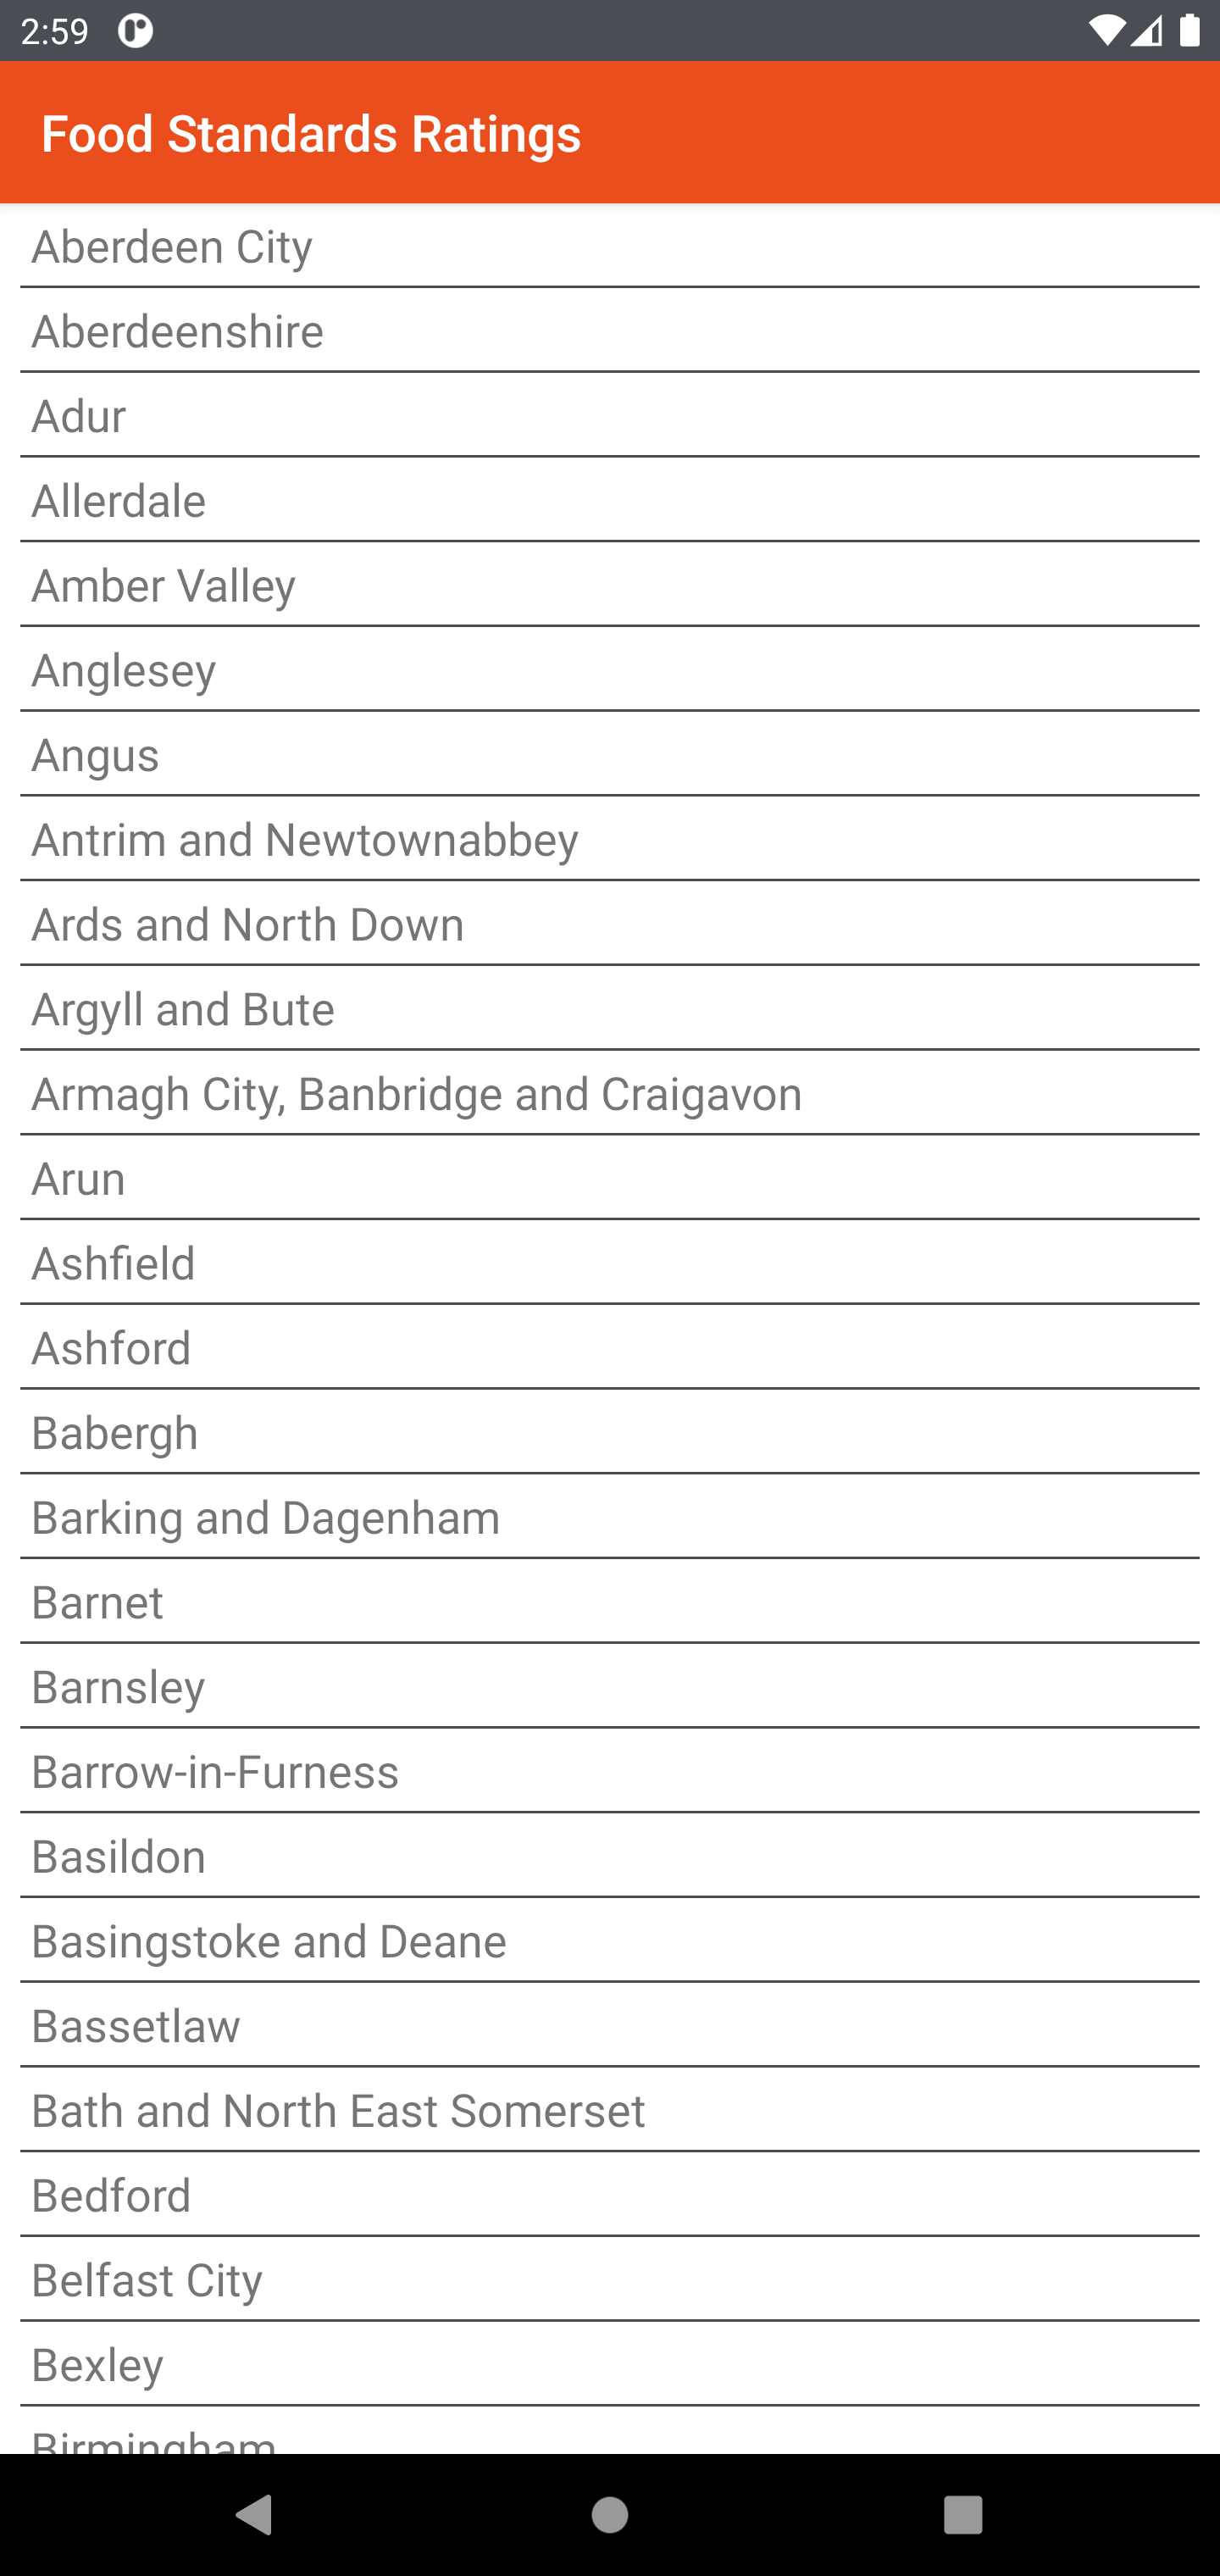 2:59
Food Standards Ratings
Aberdeen City
Aberdeenshire
Adur
Allerdale
Amber Valley
Anglesey
Angus
Antrim and Newtownabbey
Ards and North Down
Argyll and Bute
Armagh City, Banbridge and Craigavon
Arun
Ashfield
Ashford
Babergh
Barking and Dagenham
Barnet
Barnsley
Barrow-in-Furness
Basildon
Basingstoke and Deane
Bassetlaw
Bath and North East Somerset
Bedford
Belfast City
Bexley
Birmingham